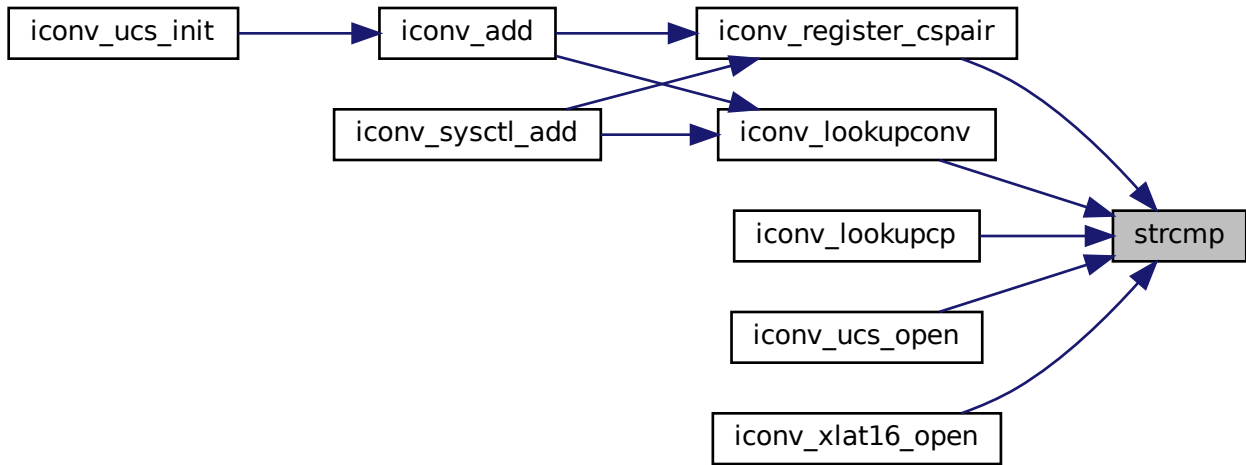 iconv_ucs_init
iconv_add
iconv_register_cspair
iconv_sysctl_add
iconv_lookupconv
iconv_lookupcp
strcmp
iconv_ucs_open
iconv_xlat16_open